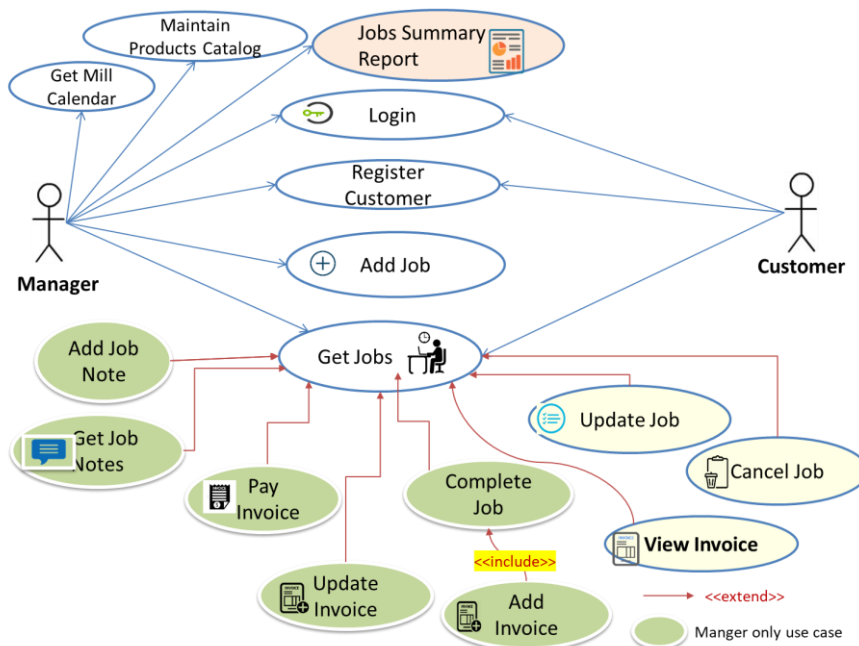 Maintain
Products Catalog
Jobs Summary
Report
Get Mill
Calendar
Login
Register
Customer
Manager
Customer
Add Job
Get Jobs
Add Job
Note
Update Job
Get Job
Notes
Cancel Job
Pay
Invoice
Complete
Job
View Invoice
<<include>>
Update
Invoice
Add
Invoice
<<extend>>
Manger only use case